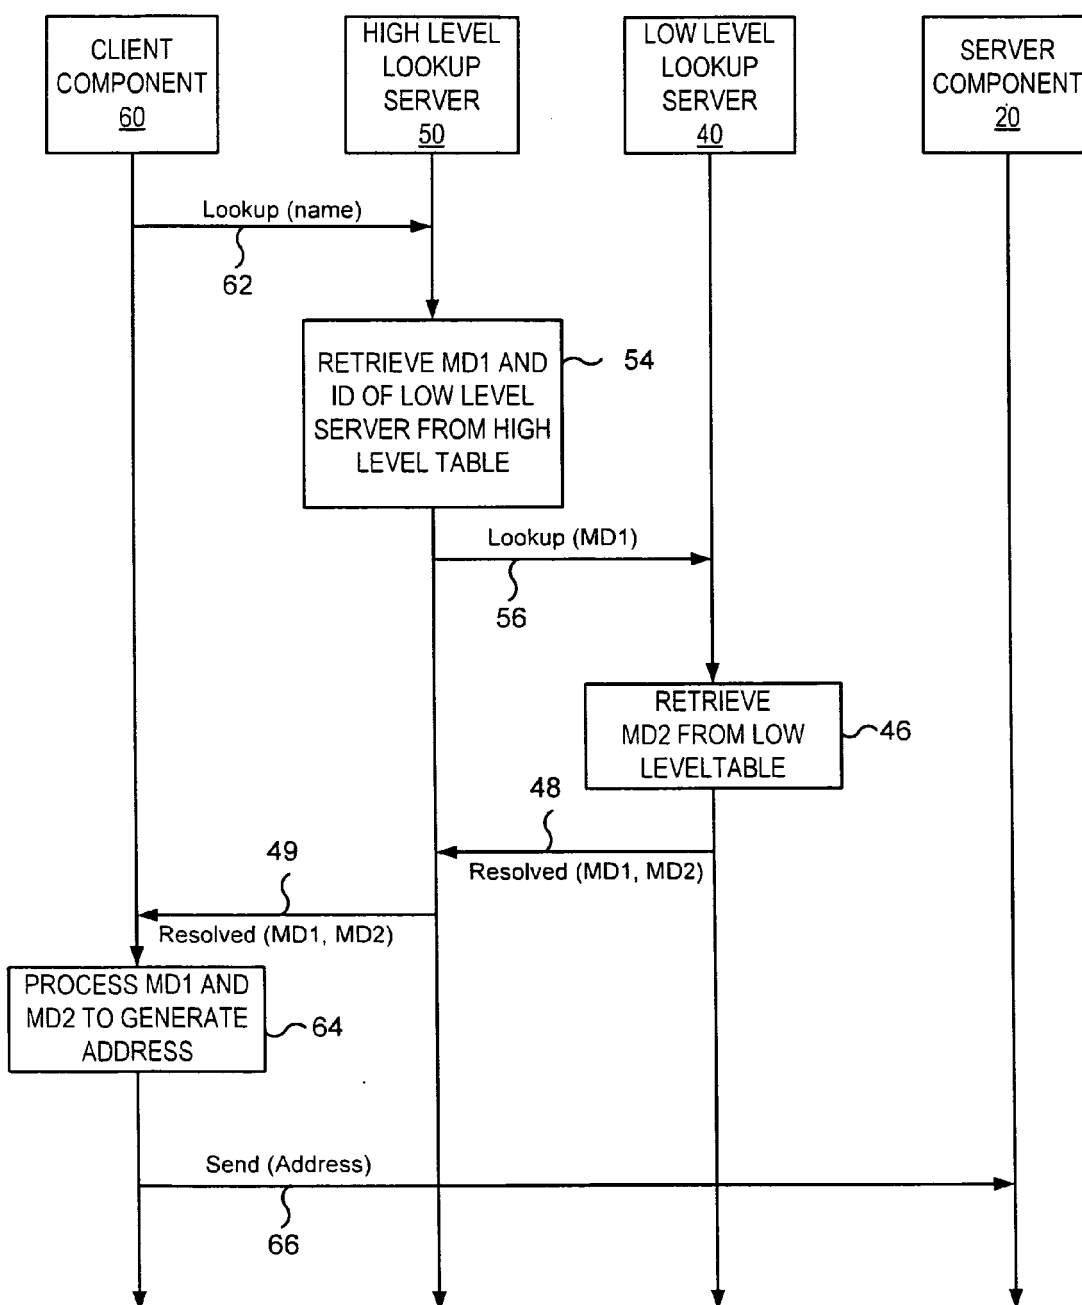 CLIENT
COMPONENT
60
HIGH LEVEL
LOOKUP
SERVER
50
LOW LEVEL
LOOKUP
SERVER
40
SERVER
COMPONENT
20
Lookup (name)
62
RETRIEVE MD1 AND
ID OF LOW LEVEL
SERVER FROM HIGH
LEVEL TABLE
54
Lookup (MD1)
56
RETRIEVE
MD2 FROM LOW
LEVELTABLE
46
48
Resolved (MD1, MD2)
49
Resolved (MD1, MD2)
PROCESS MD1 AND
MD2 TO GENERATE
ADDRESS
64
Send (Address)
66